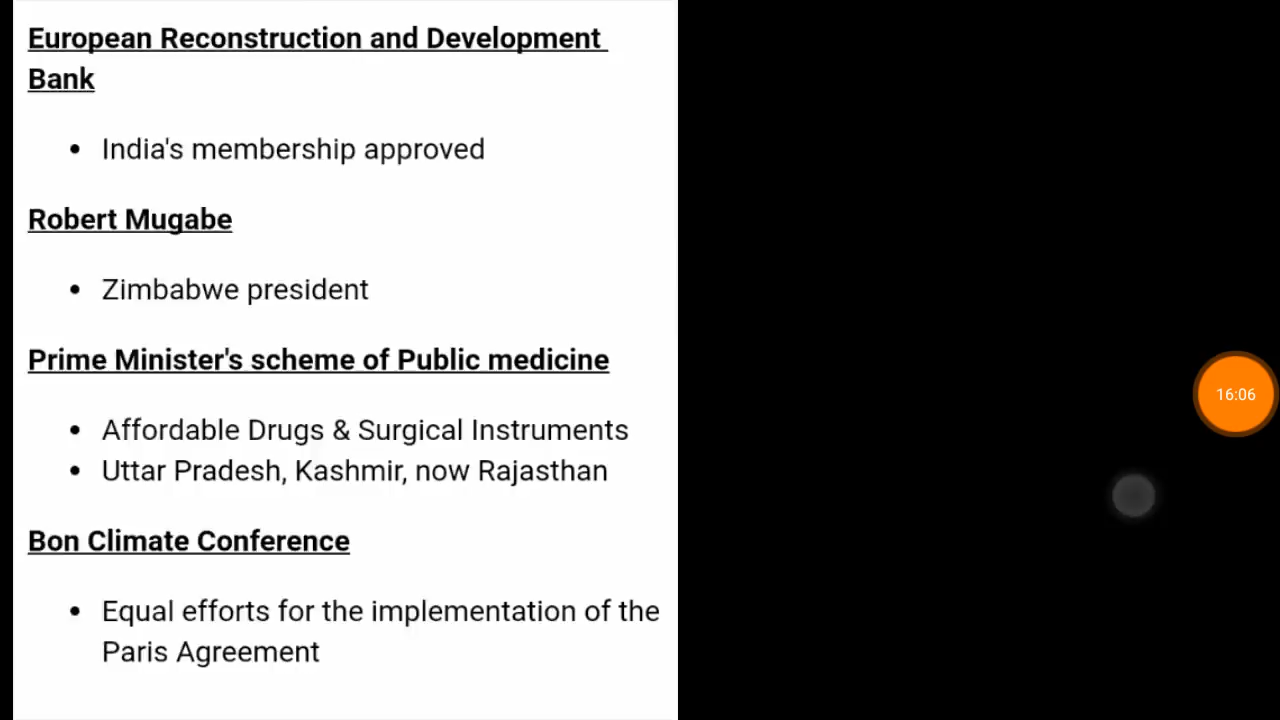 European Reconstruction and Development
Bank
• India's membership approved
Robert Mugabe
• Zimbabwe president
Prime Minister's scheme of Public medicine
• Affordable Drugs & Surgical Instruments
• Uttar Pradesh, Kashmir, now Rajasthan
Bon Climate Conference
• Equal efforts for the implementation of the
Paris Agreement
16:06